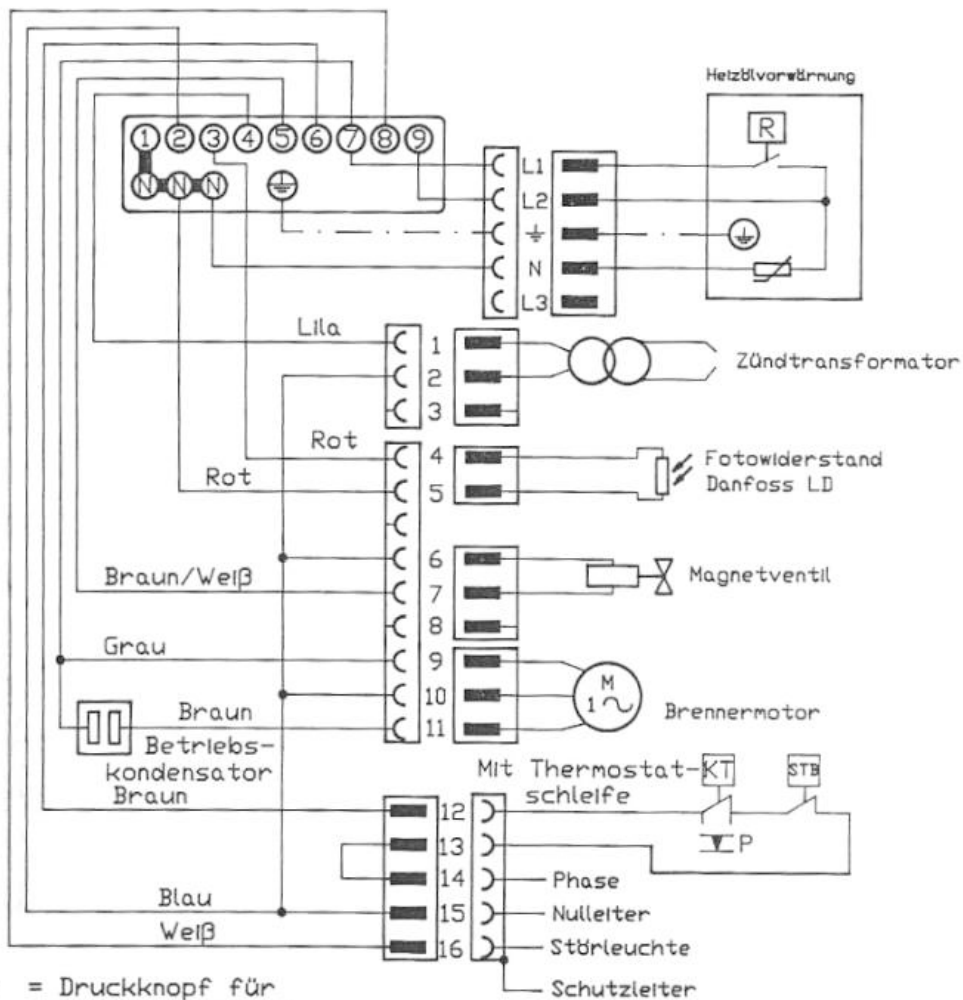 Heizölvorwärnung
R
1 2 3 4 5 6 7 8 9
N N N
L1
L2
N
L3
Lila
1
2
3
Zündtransformator
Rot
4
Rot
5
Fotowiderstand
Danfoss LD
6
Braun/Weiß
7
Magnetventil
8
Grau
9
M
1
10
Brennermotor
Braun
11
Betriebs-
kondensator
Mit Thermostat-
schleife
KT
STB
Braun
12
13
P
14
Phase
Blau
15
Nulleiter
Weiß
16
Störleuchte
= Druckknopf für
Schutzleiter